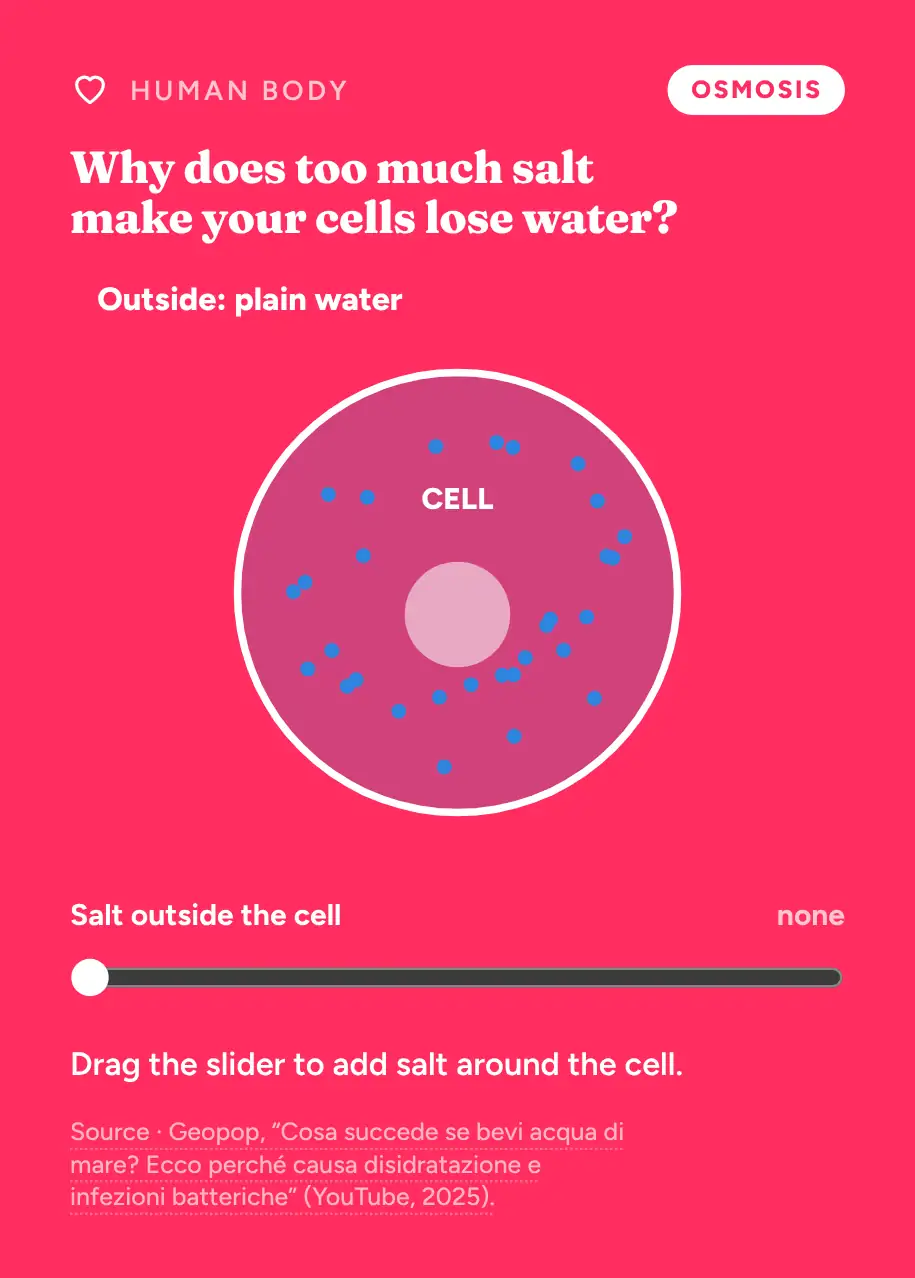 HUMAN BODY
OSMOSIS
Why does too much salt
make your cells lose water?
Outside: plain water
CELL
Salt outside the cell
none
Drag the slider to add salt around the cell.
Source · Geopop, “Cosa succede se bevi acqua di
mare? Ecco perché causa disidratazione e
infezioni batteriche” (YouTube, 2025).